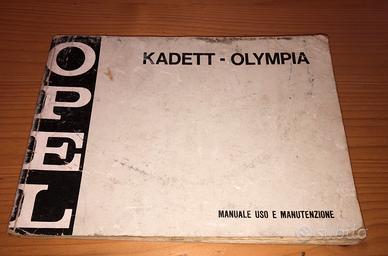 OPEL
KADETT - OLYMPIA
MANUALE USO E MANUTENZIONE
subito